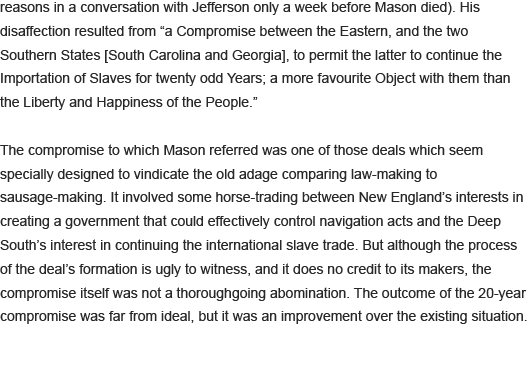 reasons in a conversation with Jefferson only a week before Mason died). His
disaffection resulted from “a Compromise between the Eastern, and the two
Southern States [South Carolina and Georgia], to permit the latter to continue the
Importation of Slaves for twenty odd Years; a more favourite Object with them than
the Liberty and Happiness of the People.”
The compromise to which Mason referred was one of those deals which seem
specially designed to vindicate the old adage comparing law-making to
sausage-making. It involved some horse-trading between New England’s interests in
creating a government that could effectively control navigation acts and the Deep
South’s interest in continuing the international slave trade. But although the process
of the deal’s formation is ugly to witness, and it does no credit to its makers, the
compromise itself was not a thoroughgoing abomination. The outcome of the 20-year
compromise was far from ideal, but it was an improvement over the existing situation.